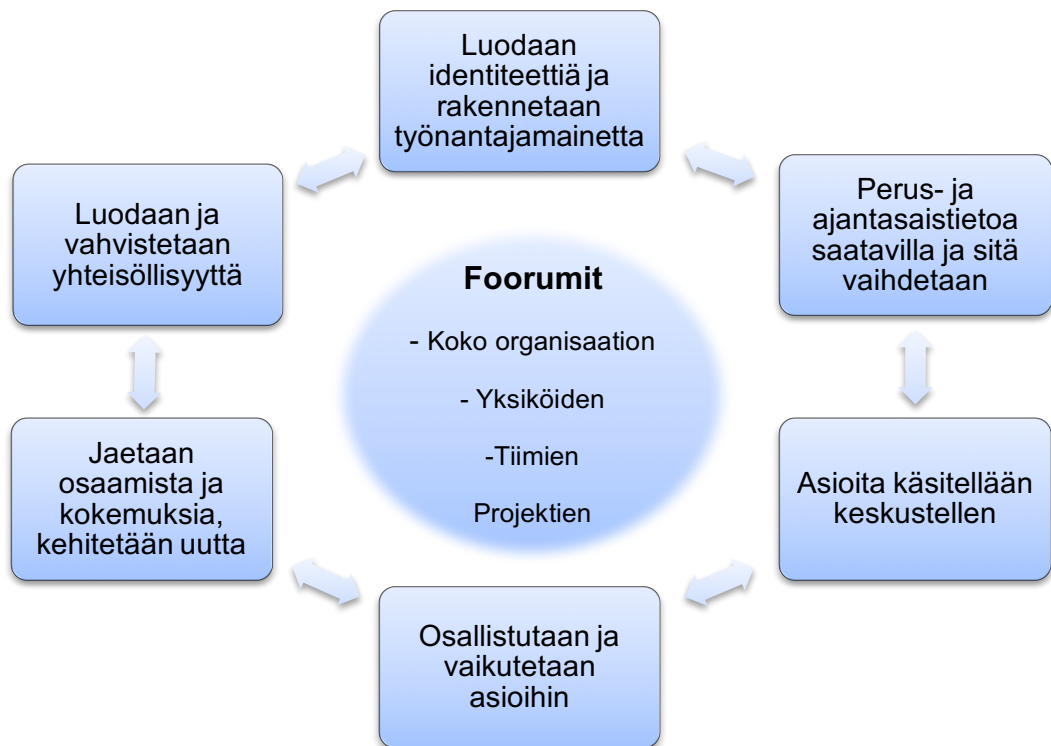 Luodaan
identiteettiä ja
rakennetaan
työnantajamainetta
Perus- ja
ajantasaistietoa
saatavilla ja sitä
vaihdetaan
Asioita käsitellään
keskustellen
Osallistutaan ja
vaikutetaan
asioihin
Jaetaan
osaamista ja
kokemuksia,
kehitetään uutta
Luodaan ja
vahvistetaan
yhteisöllisyyttä
Foorumit
- Koko organisaation
- Yksiköiden
-Tiimien
Projektien